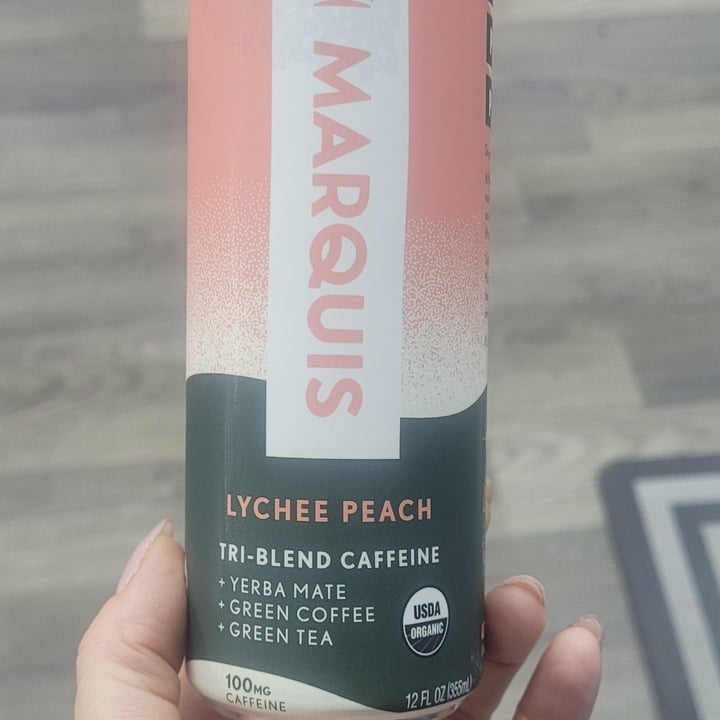 MARQUIS
LYCHEE PEACH
TRI-BLEND CAFFEINE
+ YERBA MATE
+ GREEN COFFEE
+ GREEN TEA
USDA
ORGANIC
100MG
CAFFEINE
12 FL OZ (355mL)